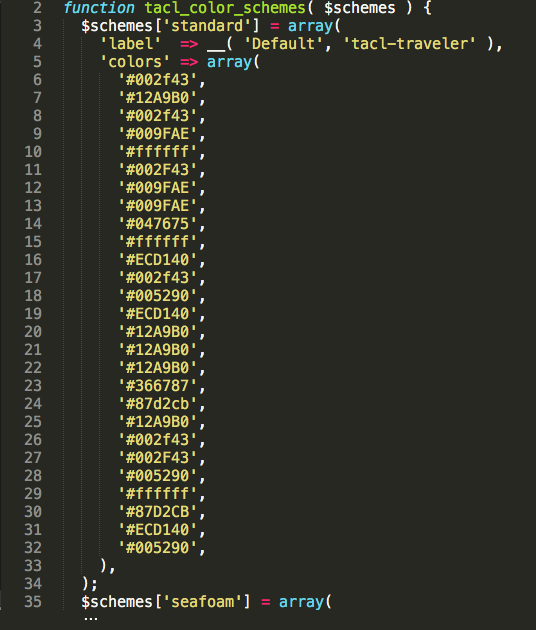 2 function tacl_color_schemes( $schemes ) {
3 $schemes['standard'] = array(
4 'label' => __( 'Default', 'tacl-traveler' ),
5 'colors' => array(
6 '#002f43',
7 '#12A9B0',
8 '#002f43',
9 '#009FAE',
10 '#ffffff',
11 '#002F43',
12 '#009FAE',
13 '#009FAE',
14 '#047675',
15 '#ffffff',
16 '#ECD140',
17 '#002f43',
18 '#005290',
19 '#ECD140',
20 '#12A9B0',
21 '#12A9B0',
22 '#12A9B0',
23 '#366787',
24 '#87d2cb',
25 '#12A9B0',
26 '#002f43',
27 '#002F43',
28 '#005290',
29 '#ffffff',
30 '#87D2CB',
31 '#ECD140',
32 '#005290',
33 ),
34 );
35 $schemes['seafoam'] = array(
...